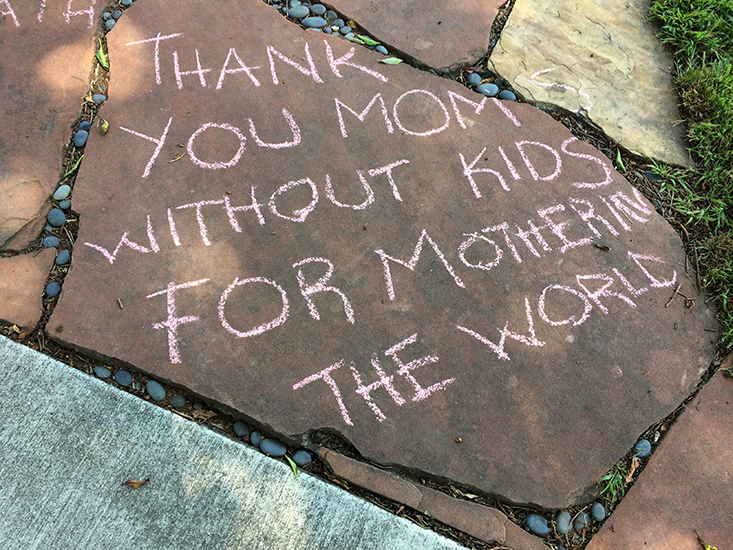 THANK
YOU MOM
WITHOUT KIDS
FOR MOTHERING
THE WORLD